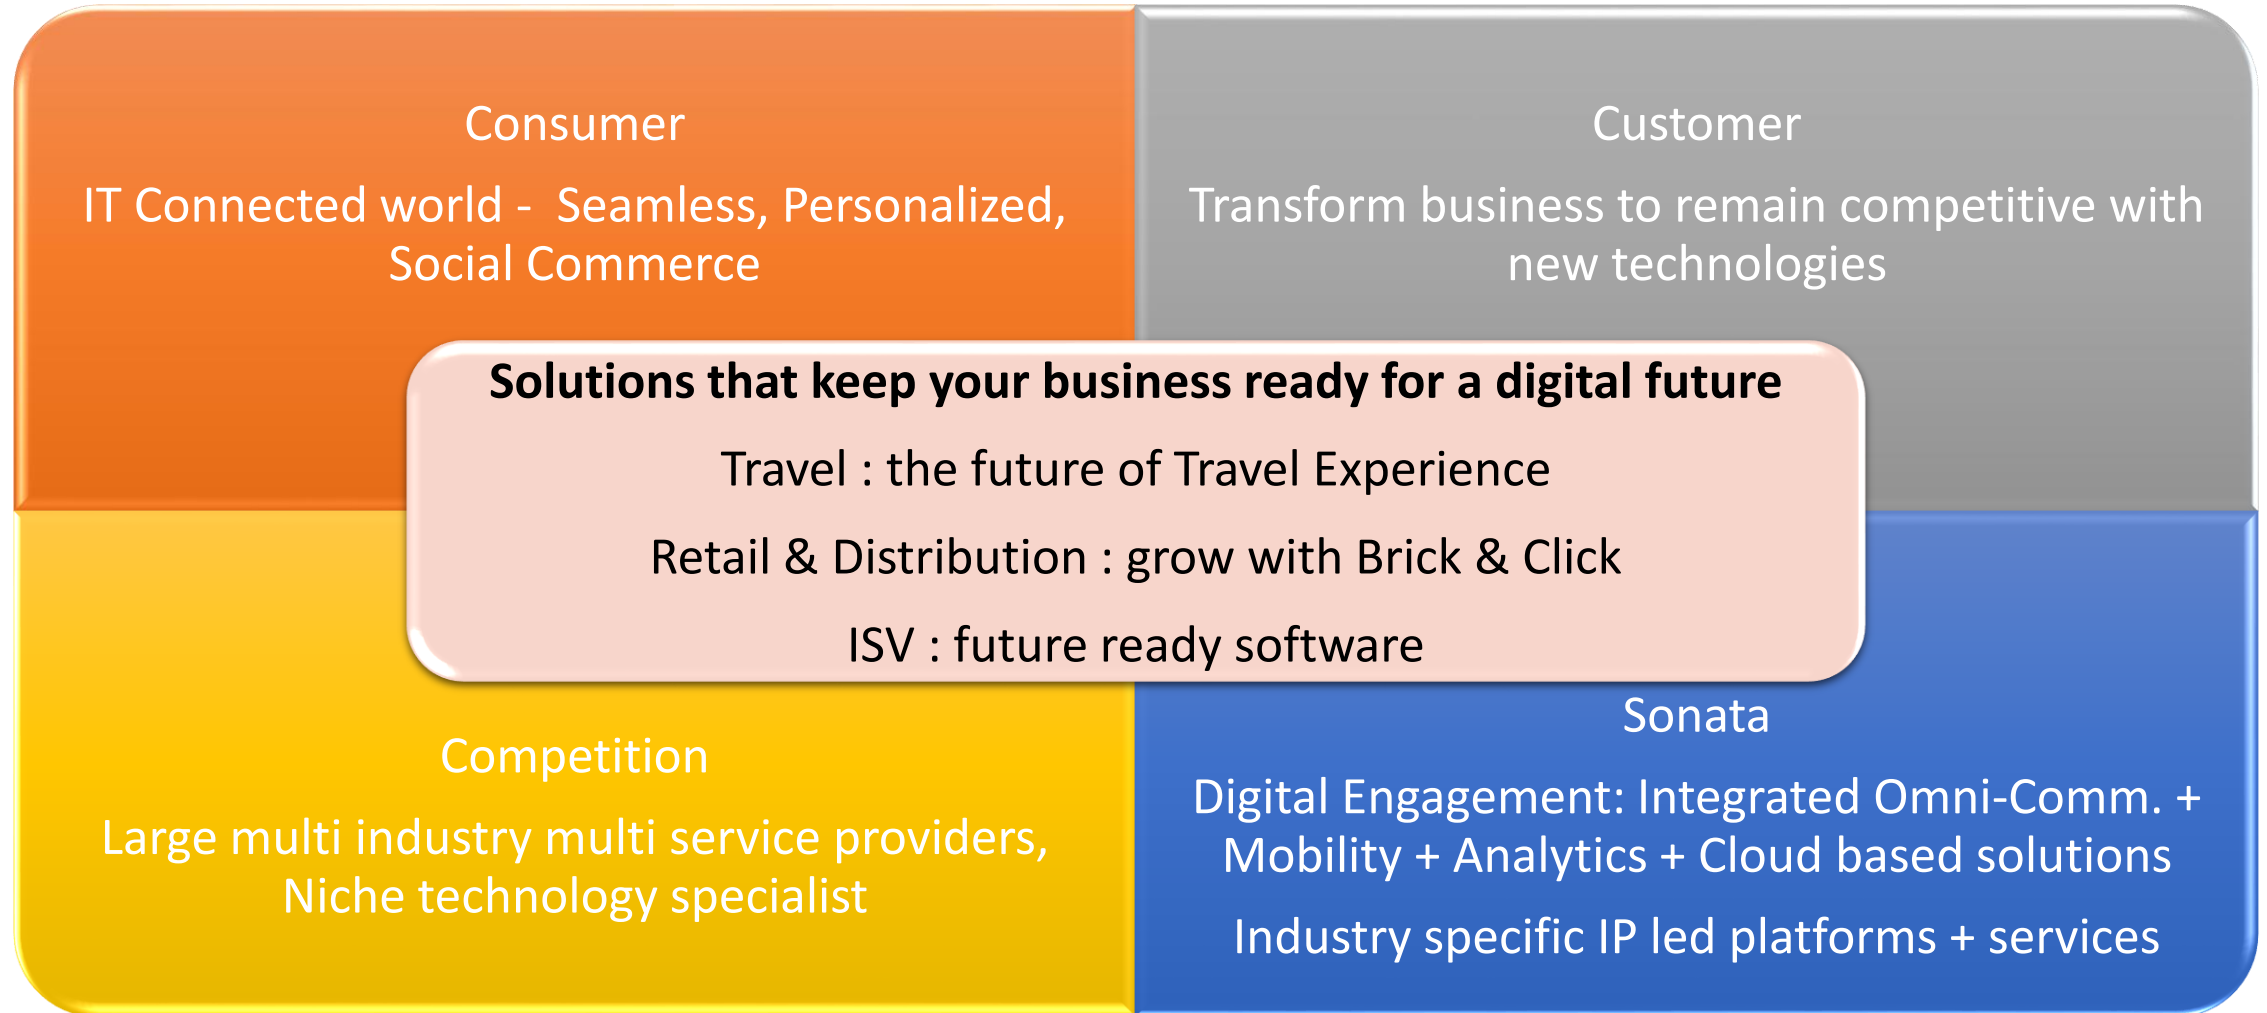 Consumer
IT Connected world -  Seamless, Personalized,
Social Commerce
Customer
Transform business to remain competitive with
new technologies
Solutions that keep your business ready for a digital future
Travel : the future of Travel Experience
Retail & Distribution : grow with Brick & Click
ISV : future ready software
Competition
Large multi industry multi service providers,
Niche technology specialist
Sonata
Digital Engagement: Integrated Omni-Comm. +
Mobility + Analytics + Cloud based solutions
Industry specific IP led platforms + services